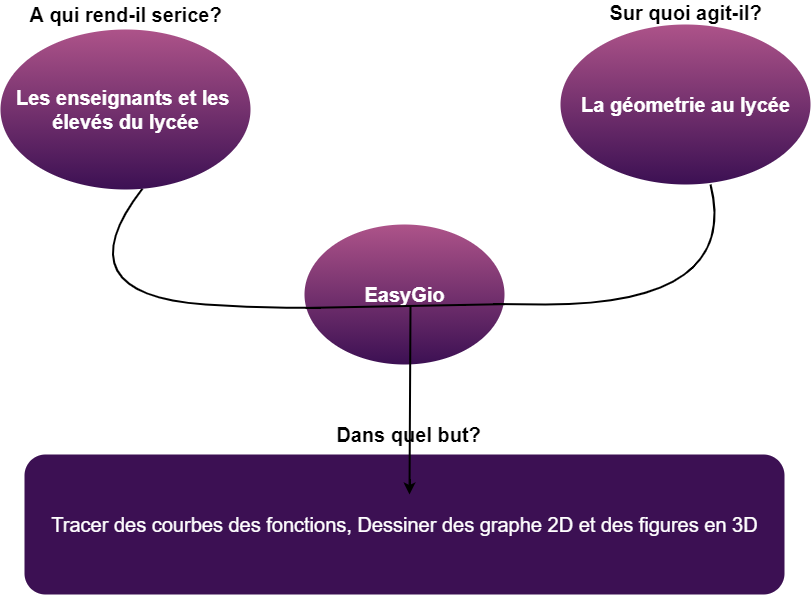 A qui rend-il serice?
Sur quoi agit-il?
Les enseignants et les
élevés du lycée
La géometrie au lycée
EasyGio
Dans quel but?
Tracer des courbes des fonctions, Dessiner des graphe 2D et des figures en 3D